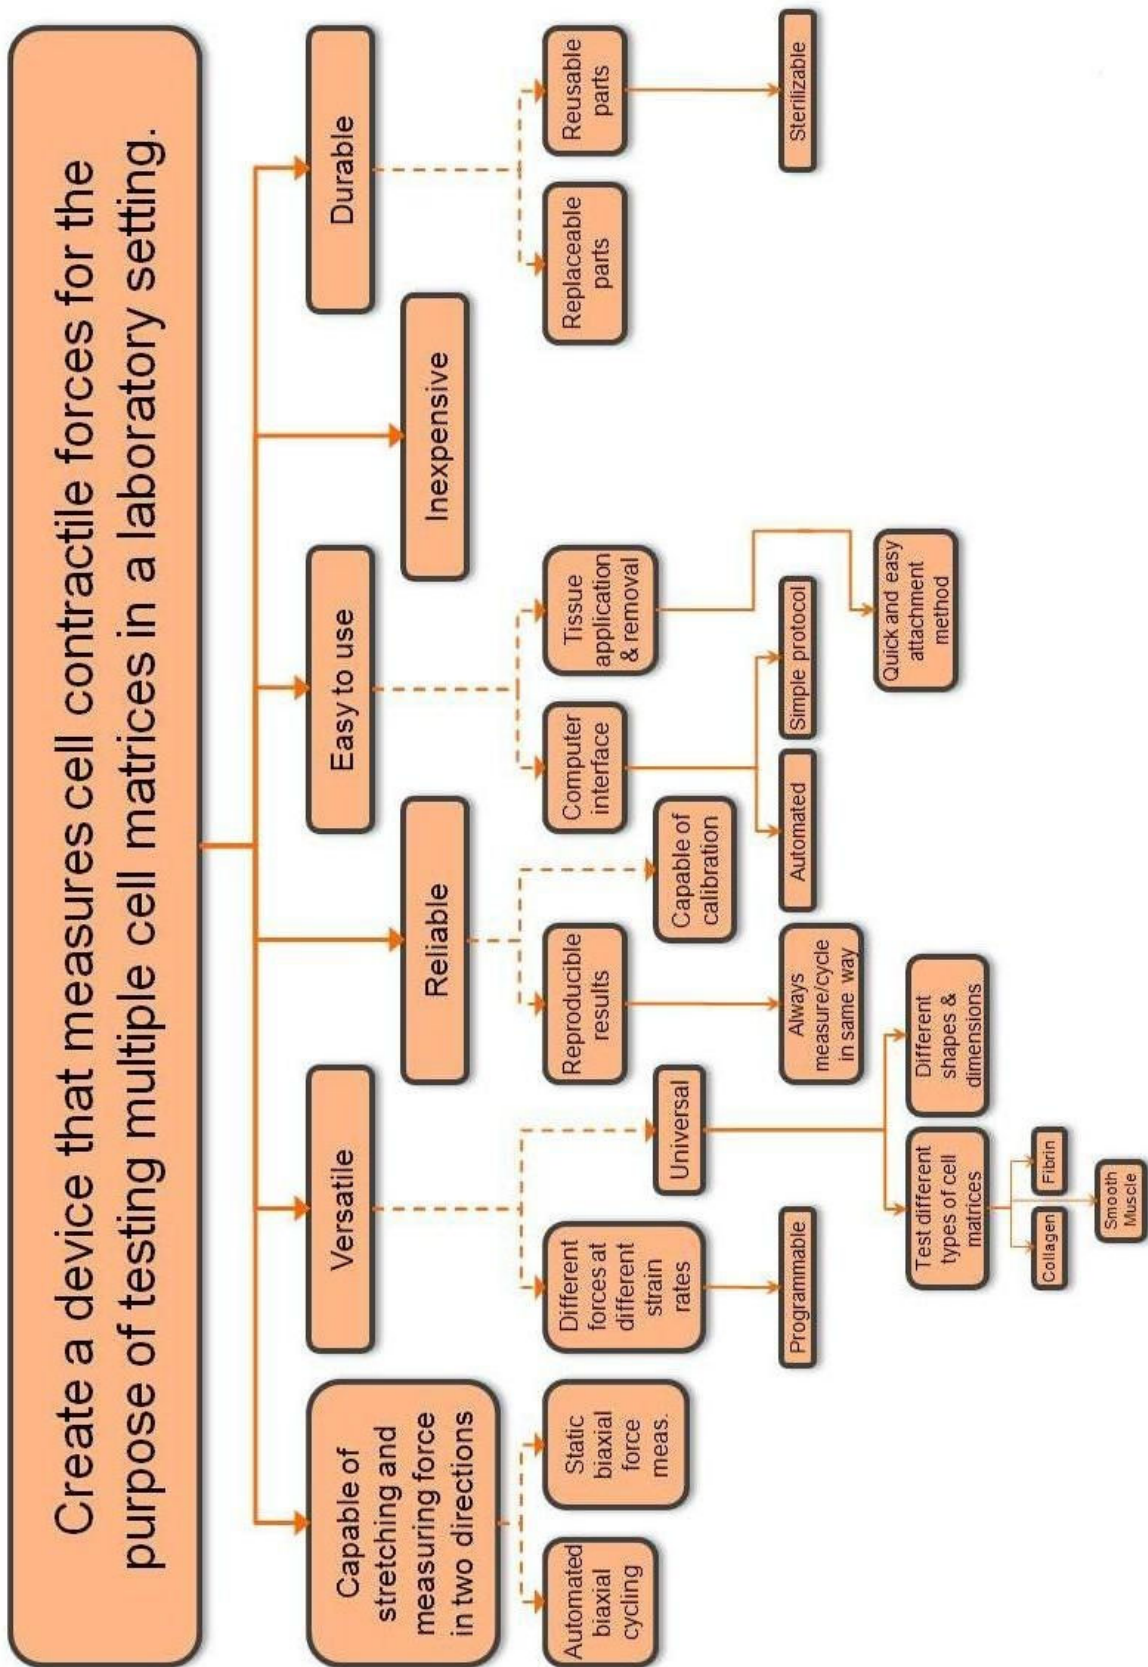 Create a device that measures cell contractile forces for the
purpose of testing multiple cell matrices in a laboratory setting.
Capable of
stretching and
measuring force
in two directions
Versatile
Reliable
Easy to use
Inexpensive
Durable
Automated
biaxial
cycling
Static
biaxial
force
meas.
Different
forces at
different
strain
rates
Universal
Reproducible
results
Capable of
calibration
Computer
interface
Tissue
application
& removal
Replaceable
parts
Reusable
parts
Programmable
Always
measure/cycle
in same way
Automated
Simple protocol
Sterilizable
Quick and easy
attachment
method
Test different
types of cell
matrices
Different
shapes &
dimensions
Collagen
Fibrin
Smooth
Muscle